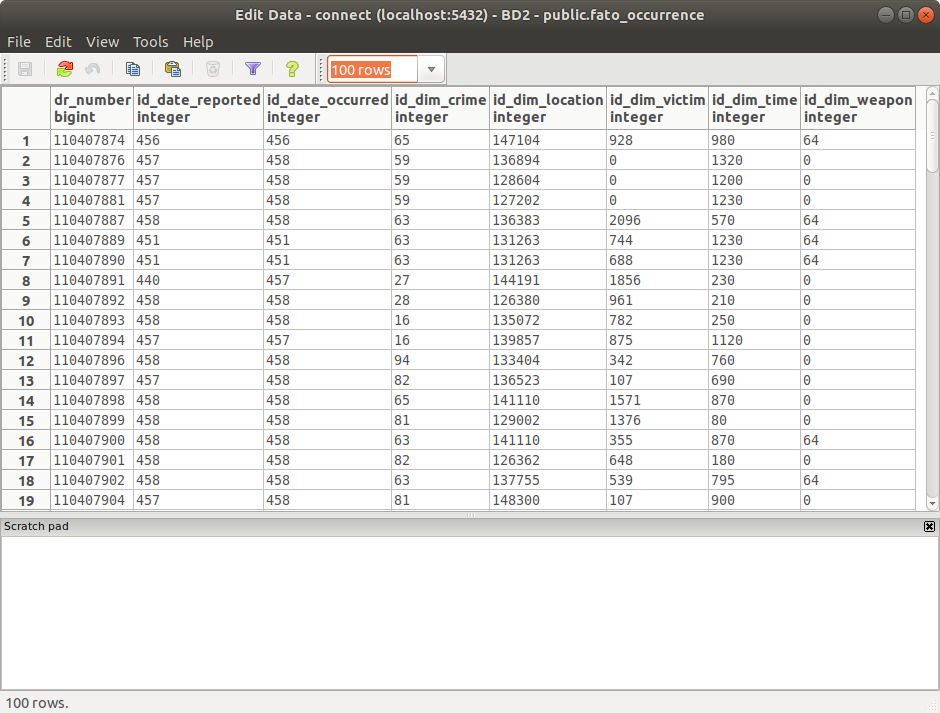 Edit Data - connect (localhost:5432) - BD2 - public.fato_occurrence
File Edit View Tools Help
100 rows
dr_number id_date_reported id_date_occurred id_dim_crime id_dim_location id_dim_victim id_dim_time id_dim_weapon
bigint integer integer integer integer integer integer integer
1 110407874 456 456 65 147104 928 980 64
2 110407876 457 458 59 136894 0 1320 0
3 110407877 457 458 59 128604 0 1200 0
4 110407881 457 458 59 127202 0 1230 0
5 110407887 458 458 63 136383 2096 570 64
6 110407889 451 451 63 131263 744 1230 64
7 110407890 451 451 63 131263 688 1230 64
8 110407891 440 457 27 144191 1856 230 0
9 110407892 458 458 28 126380 961 210 0
10 110407893 458 458 16 135072 782 250 0
11 110407894 457 457 16 139857 875 1120 0
12 110407896 458 458 94 133404 342 760 0
13 110407897 457 458 82 136523 107 690 0
14 110407898 458 458 65 141110 1571 870 0
15 110407899 458 458 81 129002 1376 80 0
16 110407900 458 458 63 141110 355 870 64
17 110407901 458 458 82 126362 648 180 0
18 110407902 458 458 63 137755 539 795 64
19 110407904 457 458 81 148300 107 900 0
Scratch pad
100 rows.